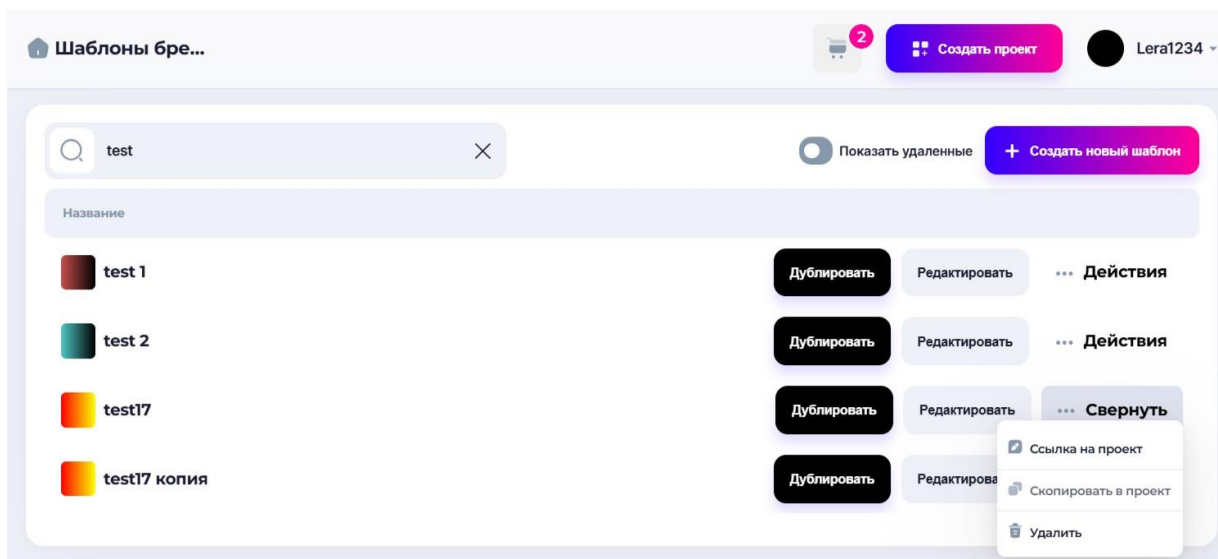 Шаблоны бре...
2
Создать проект
Lera1234
test
Показать удаленные
+ Создать новый шаблон
Название
test 1
Дублировать
Редактировать
... Действия
test 2
Дублировать
Редактировать
... Действия
test17
Дублировать
Редактировать
... Свернуть
Ссылка на проект
Скопировать в проект
Удалить
test17 копия
Дублировать
Редактирова